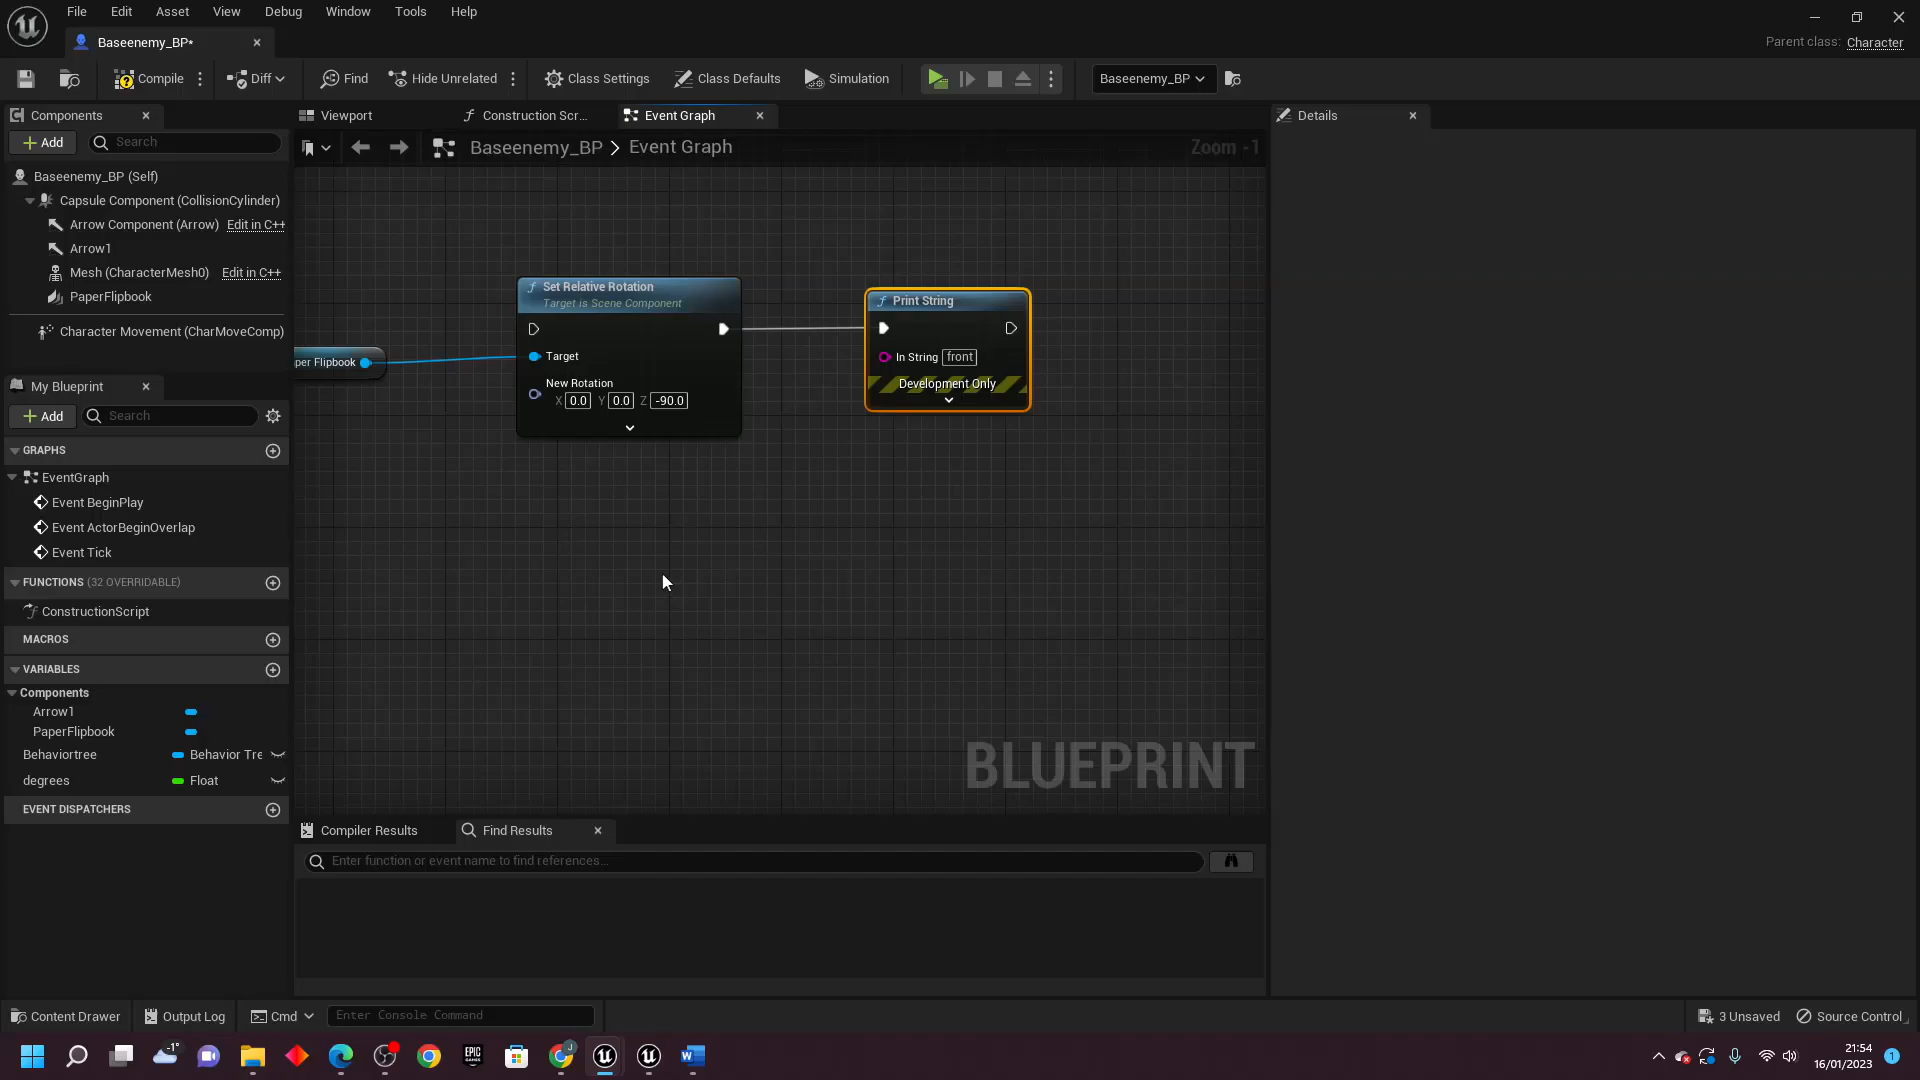 File Edit Asset View Debug Window Tools Help
Baseenemy_BP*
Parent class: Character
Compile Diff Find Hide Unrelated Class Settings Class Defaults Simulation Baseenemy_BP
Components
Add Search
Baseenemy_BP (Self)
Capsule Component (CollisionCylinder)
Arrow Component (Arrow) Edit in C++
Arrow1
Mesh (CharacterMesh0) Edit in C++
PaperFlipbook
Character Movement (CharMoveComp)
My Blueprint
Add Search
GRAPHS
EventGraph
Event BeginPlay
Event ActorBeginOverlap
Event Tick
FUNCTIONS (32 OVERRIDABLE)
ConstructionScript
MACROS
VARIABLES
Components
Arrow1
PaperFlipbook
Behaviortree Behavior Tre
degrees Float
EVENT DISPATCHERS
Viewport Construction Scr... Event Graph
Baseenemy_BP > Event Graph Zoom -1
per Flipbook
Set Relative Rotation
Target is Scene Component
Target
New Rotation
X 0.0 Y 0.0 Z -90.0
Print String
In String front
Development Only
BLUEPRINT
Compiler Results Find Results
Enter function or event name to find references...
Details
Content Drawer Output Log Cmd Enter Console Command 3 Unsaved Source Control
-1°
EPIC GAMES
J
21:54
16/01/2023
1